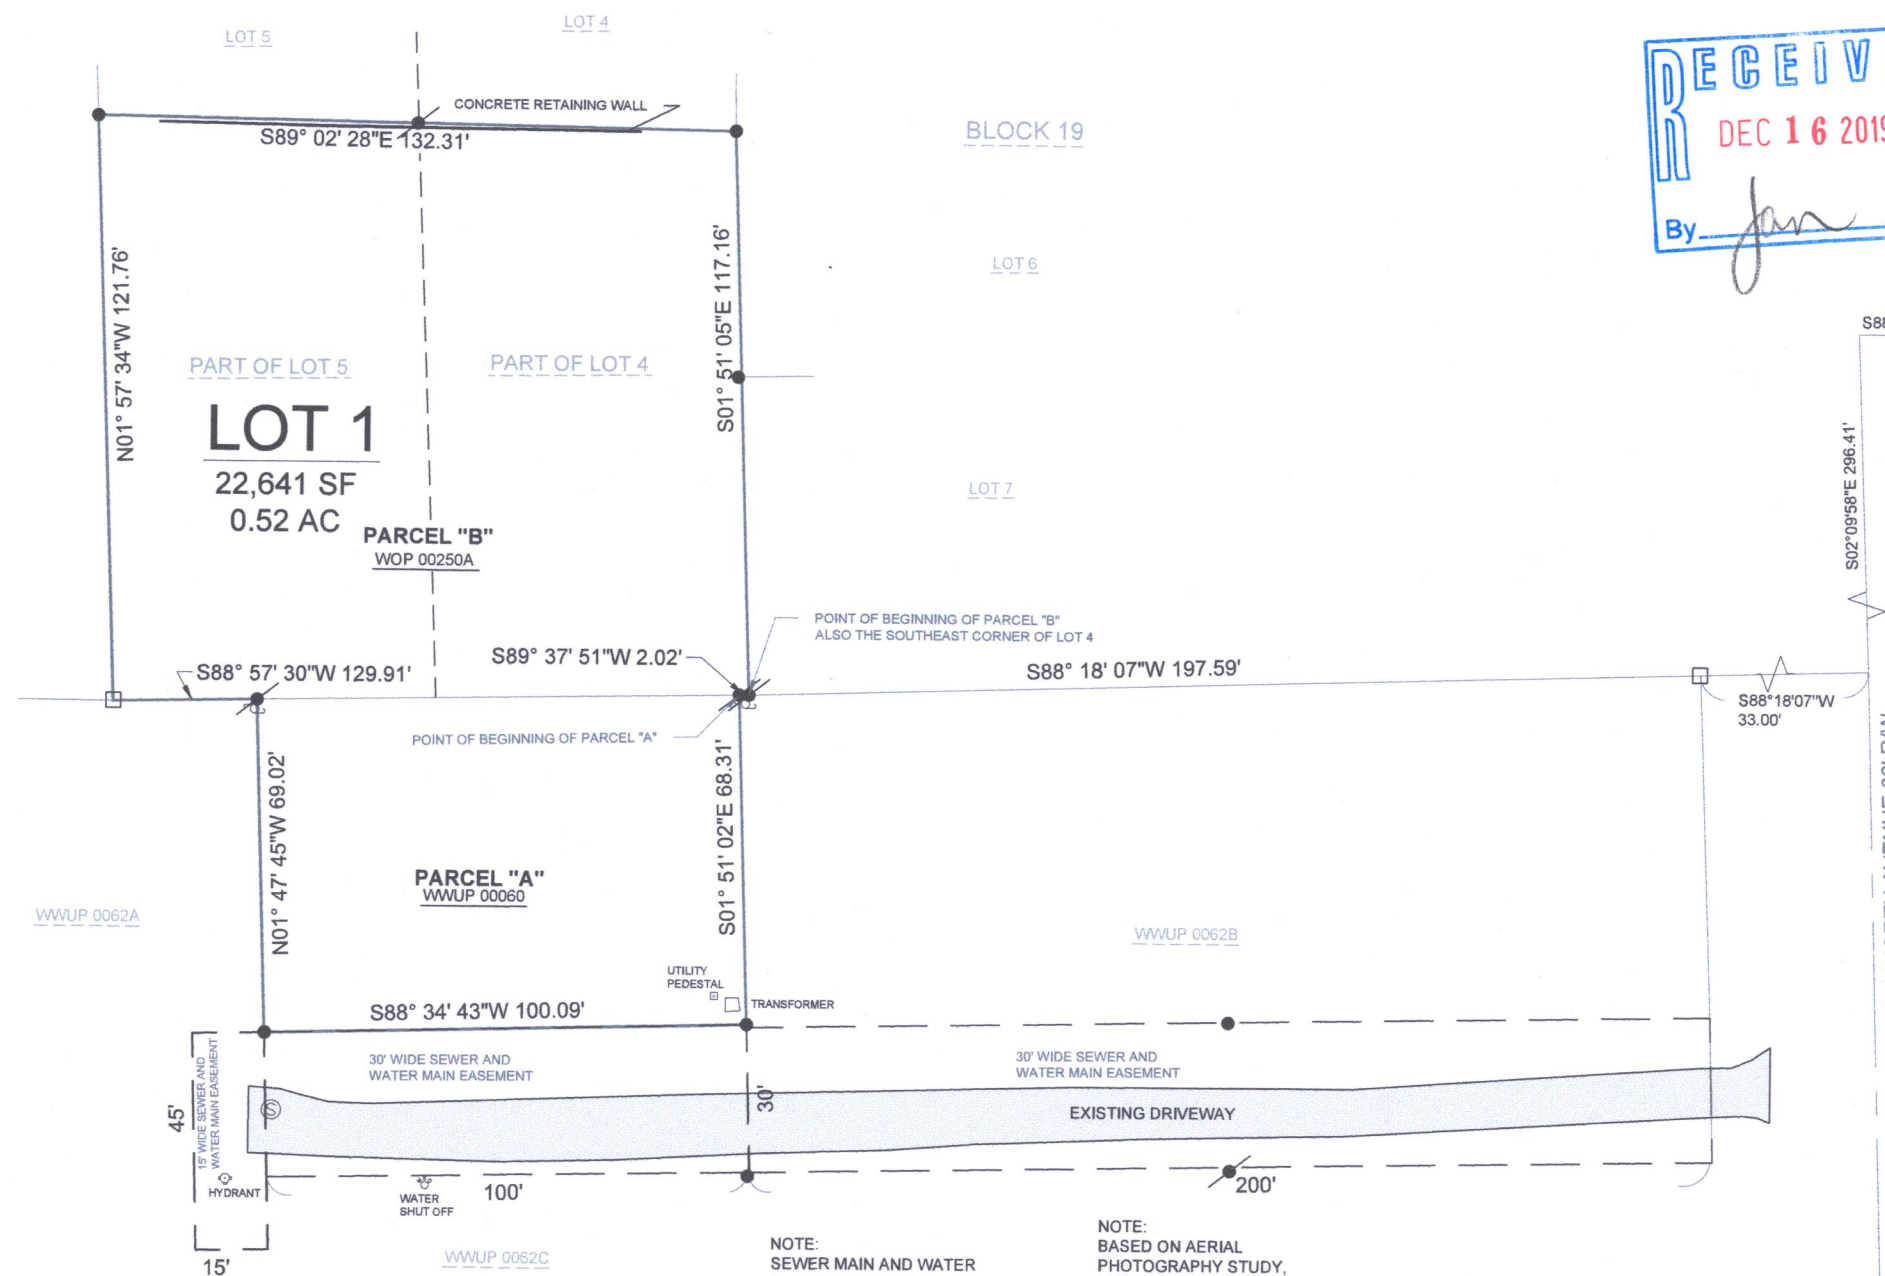 LOT 5
LOT 4
RECEIV
DEC 16 2019
By Jan
CONCRETE RETAINING WALL
S89° 02' 28"E 132.31'
BLOCK 19
N01° 57' 34"W 121.76'
S01° 51' 05"E 117.16'
LOT 6
S88
PART OF LOT 5
PART OF LOT 4
LOT 1
22,641 SF
0.52 AC
PARCEL "B"
WOP 00250A
LOT 7
S02°09'58"E 296.41'
POINT OF BEGINNING OF PARCEL "B"
ALSO THE SOUTHEAST CORNER OF LOT 4
S88° 57' 30"W 129.91'
S89° 37' 51"W 2.02'
S88° 18' 07"W 197.59'
S88°18'07"W
33.00'
POINT OF BEGINNING OF PARCEL "A"
N01° 47' 45"W 69.02'
S01° 51' 02"E 68.31'
PARCEL "A"
WWUP 00060
WWUP 0062A
WWUP 0062B
UTILITY
PEDESTAL
TRANSFORMER
S88° 34' 43"W 100.09'
30' WIDE SEWER AND
WATER MAIN EASEMENT
30' WIDE SEWER AND
WATER MAIN EASEMENT
45'
15' WIDE SEWER AND
WATER MAIN EASEMENT
S
30'
EXISTING DRIVEWAY
HYDRANT
WATER
SHUT OFF
100'
200'
15'
WWUP 0062C
NOTE:
SEWER MAIN AND WATER
NOTE:
BASED ON AERIAL
PHOTOGRAPHY STUDY,